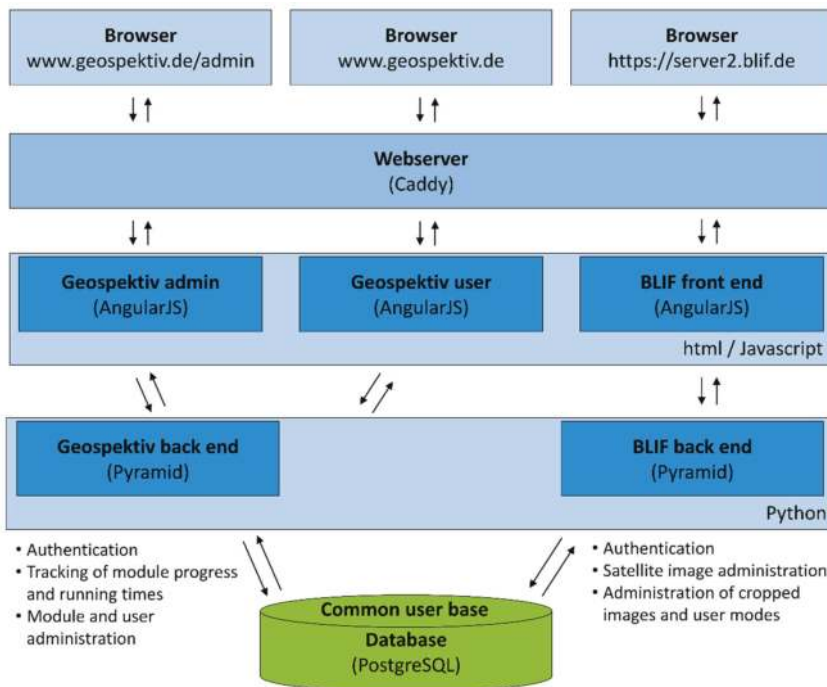 Browser
www.geospektiv.de/admin
Browser
www.geospektiv.de
Browser
https://server2.blif.de
Webserver
(Caddy)
Geospektiv admin
(AngularJS)
Geospektiv user
(AngularJS)
BLIF front end
(AngularJS)
html / Javascript
Geospektiv back end
(Pyramid)
BLIF back end
(Pyramid)
Python
• Authentication
• Tracking of module progress
and running times
• Module and user
administration
• Authentication
• Satellite image administration
• Administration of cropped
images and user modes
Common user base
Database
(PostgreSQL)